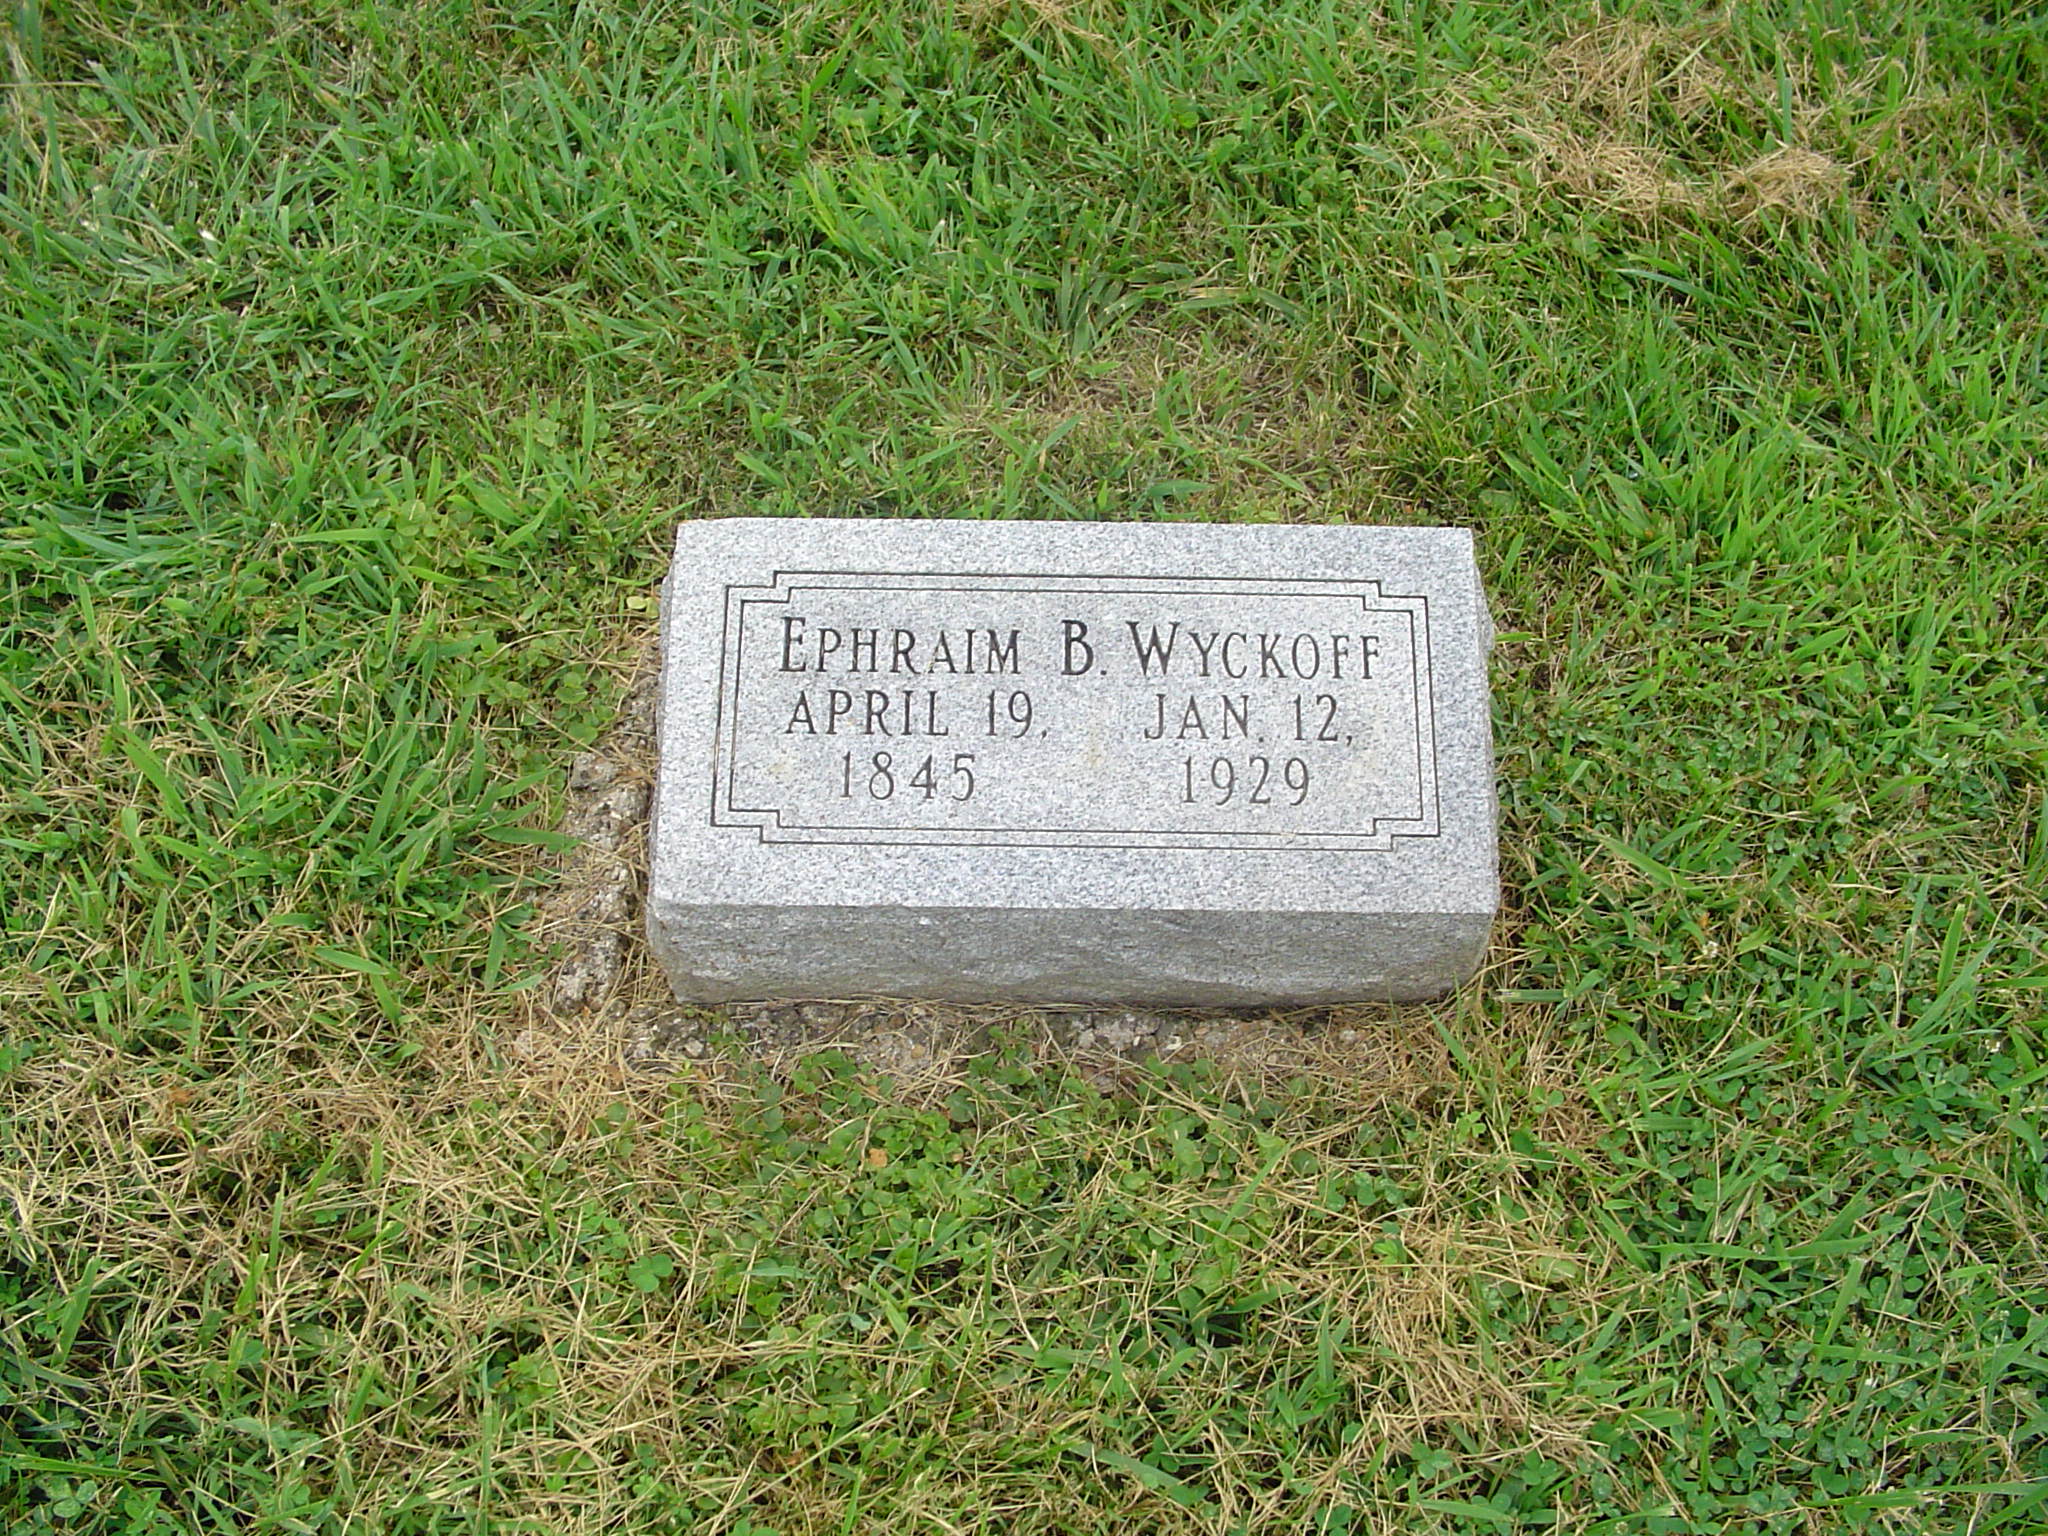 EPHRAIM B. WYCKOFF
APRIL 19, JAN. 12,
1845 1929